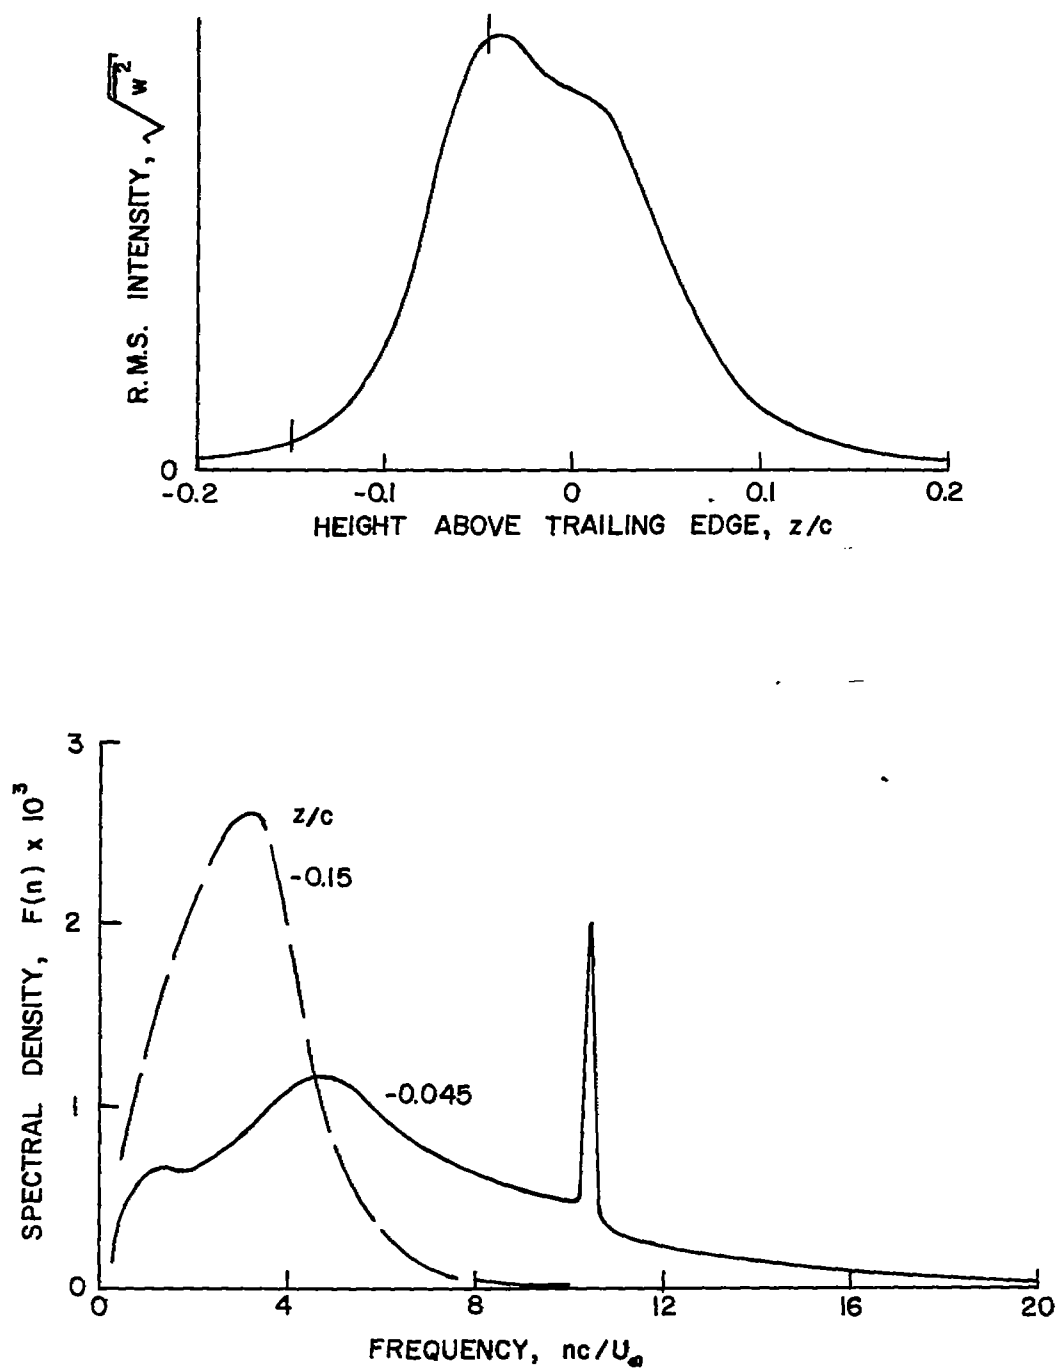 R.M.S. INTENSITY, √w²
0
-0.2 -0.1 0 0.1 0.2
HEIGHT ABOVE TRAILING EDGE, z/c
SPECTRAL DENSITY, F(n) x 10³
3
2
1
0
z/c
-0.15
-0.045
0 4 8 12 16 20
FREQUENCY, nc/U∞